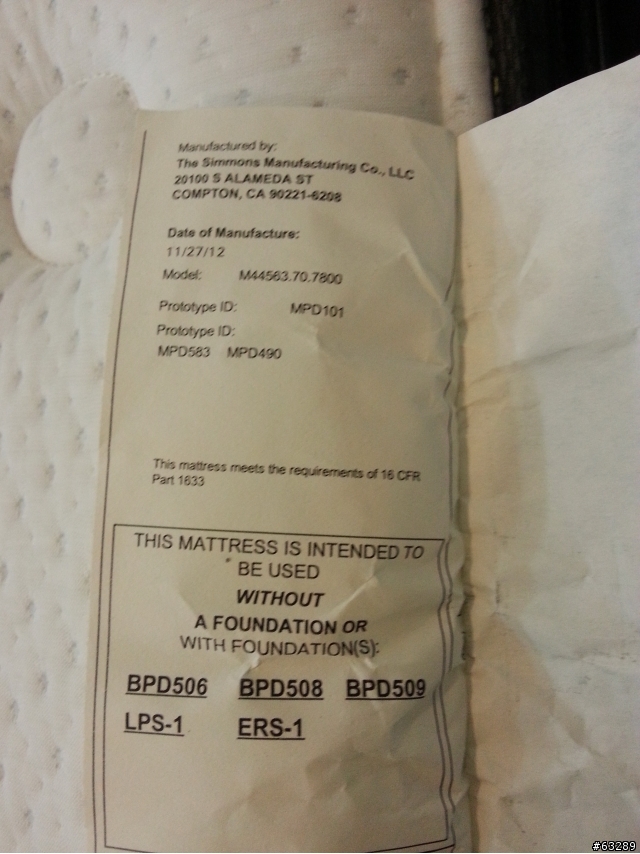 Manufactured by:
The Simmons Manufacturing Co., LLC
20100 S ALAMEDA ST
COMPTON, CA 90221-6208
Date of Manufacture:
11/27/12
Model: M44563.70.7800
Prototype ID: MPD101
Prototype ID:
MPD583 MPD490
This mattress meets the requirements of 16 CFR
Part 1633
THIS MATTRESS IS INTENDED TO
BE USED
WITHOUT
A FOUNDATION OR
WITH FOUNDATION(S):
BPD506 BPD508 BPD509
LPS-1 ERS-1
#63289